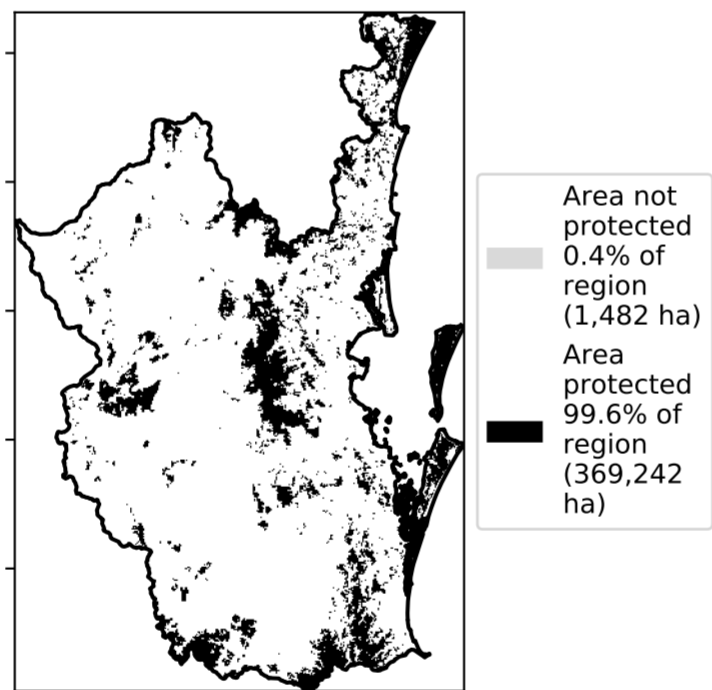 Area not
protected
0.4% of
region
(1,482 ha)
Area
protected
99.6% of
region
(369,242
ha)